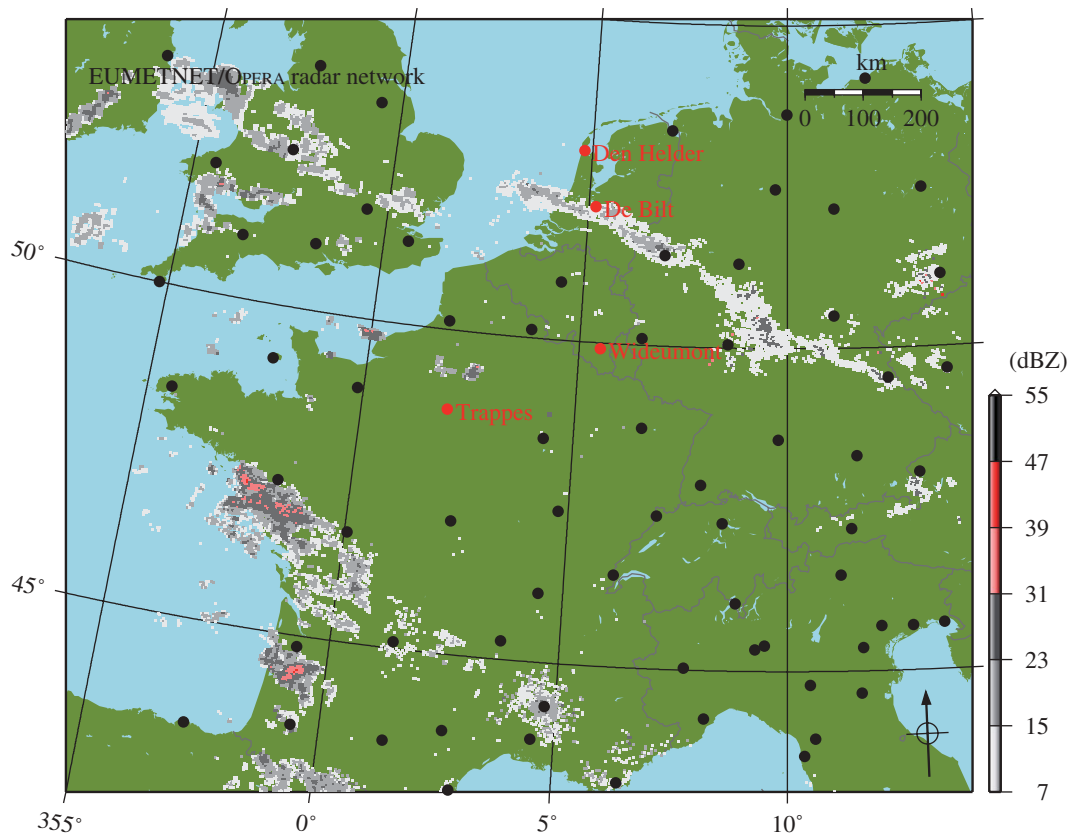 EUMETNET/OPERA radar network
km
0 100 200
Den Helder
De Bilt
50°
Wideumont
Trappes
45°
(dBZ)
55
47
39
31
23
15
7
355°
0°
5°
10°